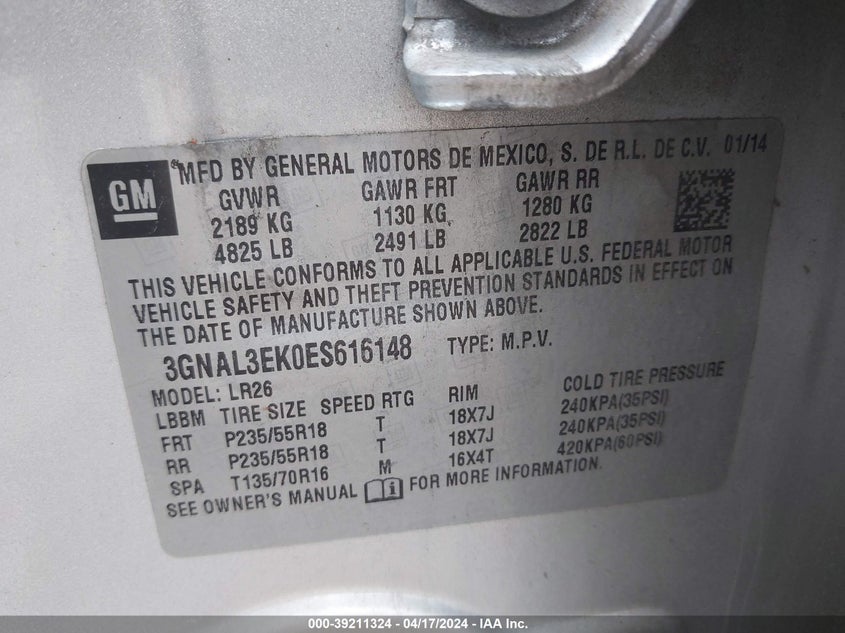 MFD BY GENERAL MOTORS DE MEXICO, S. DE R.L. DE C.V. 01/14
GM
GVWR GAWR FRT GAWR RR
2189 KG 1130 KG 1280 KG
4825 LB 2491 LB 2822 LB
THIS VEHICLE CONFORMS TO ALL APPLICABLE U.S. FEDERAL MOTOR
VEHICLE SAFETY AND THEFT PREVENTION STANDARDS IN EFFECT ON
THE DATE OF MANUFACTURE SHOWN ABOVE.
3GNAL3EK0ES616148 TYPE: M.P.V.
MODEL: LR26
LBBM TIRE SIZE SPEED RTG RIM COLD TIRE PRESSURE
FRT P235/55R18 T 18X7J 240KPA(35PSI)
RR P235/55R18 T 18X7J 240KPA(35PSI)
SPA T135/70R16 M 16X4T 420KPA(60PSI)
SEE OWNER'S MANUAL i FOR MORE INFORMATION.
000-39211324 - 04/17/2024 - IAA Inc.